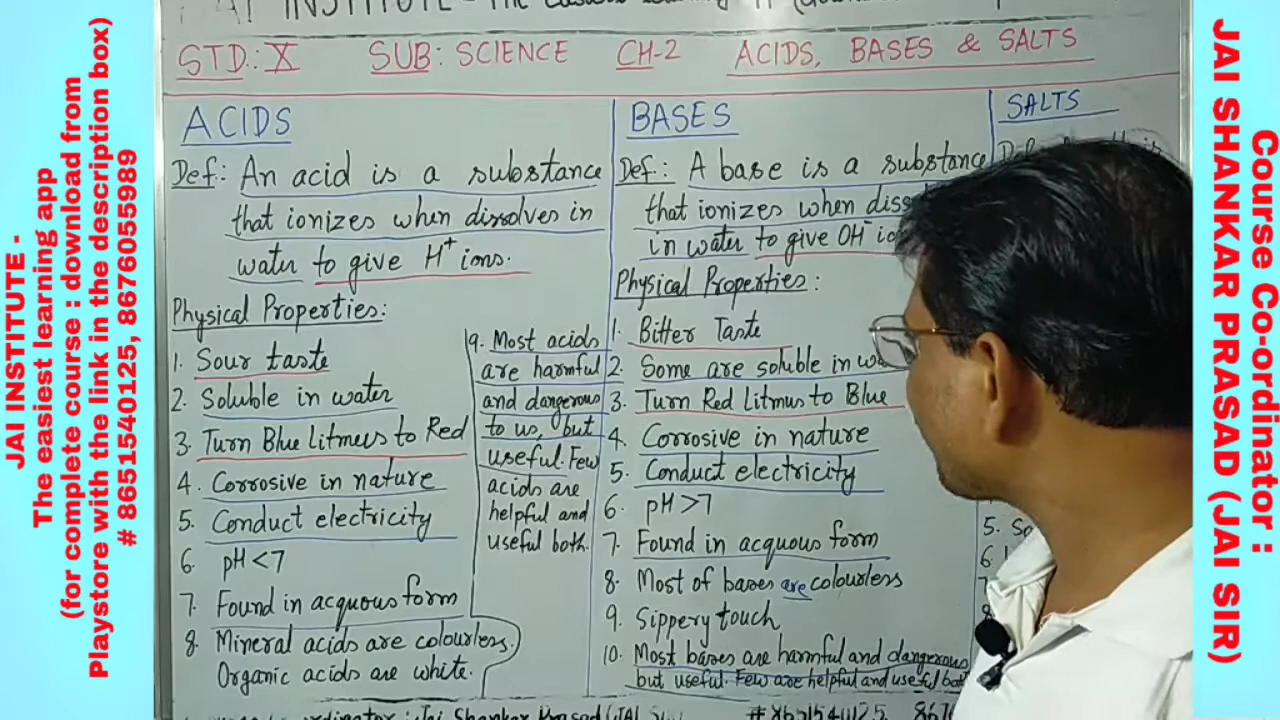 JAI INSTITUTE -
The easiest learning app
(for complete course : download from
Playstore with the link in the description box)
# 8651540125, 8676055989
INSTITUTE - The
STD: X SUB: SCIENCE CH-2 ACIDS, BASES & SALTS
ACIDS
Def: An acid is a substance
that ionizes when dissolves in
water to give H+ ions.
Physical Properties:
1. Sour taste
2. Soluble in water
3. Turn Blue Litmus to Red
4. Corrosive in nature
5. Conduct electricity
6. pH <7
7. Found in acquous form
8. Mineral acids are colourless.
Organic acids are white.
9. Most acids
are harmful
and dangerous
to us, but
useful. Few
acids are
helpful and
useful both.
BASES
Def: A base is a substance
that ionizes when
in water to give OH-
Physical Properties:
1. Bitter Taste
2. Some are soluble in
3. Turn Red Litmus to Blue
4. Corrosive in nature
5. Conduct electricity
6. pH >7
7. Found in acquous form
8. Most of bases are colourless
9. Sippery touch
10. Most bases are harmful and dangerous
but useful. Few are helpful and useful
SALTS
5.
6
Jai Shankar Prasad (JAI
# 8651540125,
Course Co-ordinator :
JAI SHANKAR PRASAD (JAI SIR)